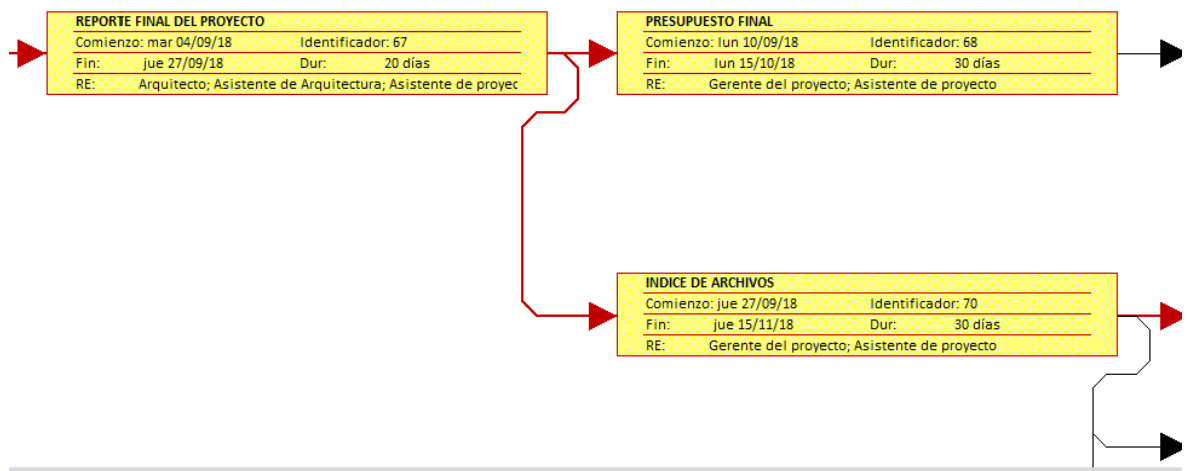 REPORTE FINAL DEL PROYECTO
Comienzo: mar 04/09/18 Identificador: 67
Fin: jue 27/09/18 Dur: 20 días
RE: Arquitecto; Asistente de Arquitectura; Asistente de proyec
PRESUPUESTO FINAL
Comienzo: lun 10/09/18 Identificador: 68
Fin: lun 15/10/18 Dur: 30 días
RE: Gerente del proyecto; Asistente de proyecto
INDICE DE ARCHIVOS
Comienzo: jue 27/09/18 Identificador: 70
Fin: jue 15/11/18 Dur: 30 días
RE: Gerente del proyecto; Asistente de proyecto